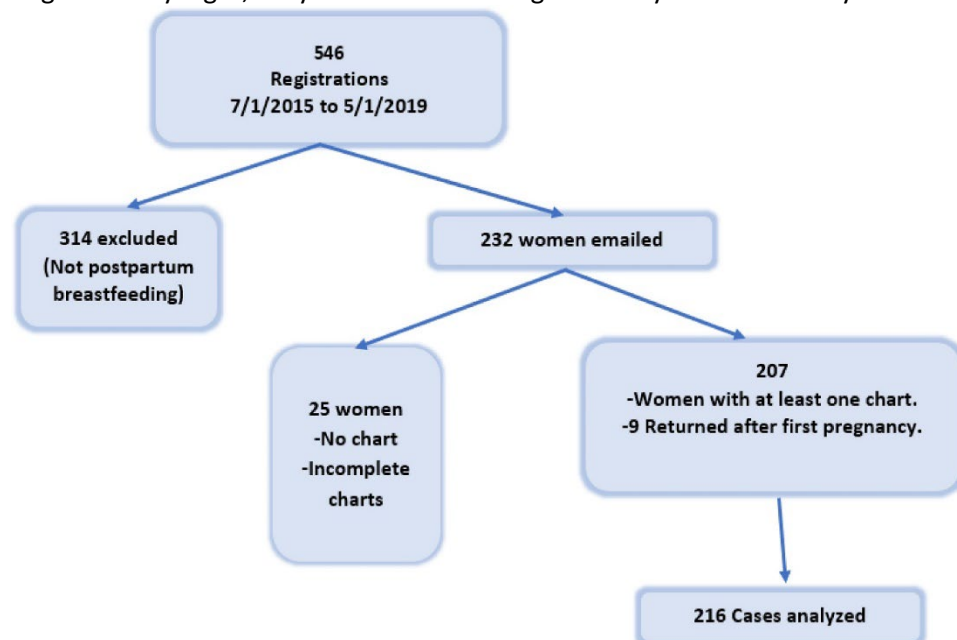 546
Registrations
7/1/2015 to 5/1/2019
314 excluded
(Not postpartum
breastfeeding)
232 women emailed
25 women
-No chart
-Incomplete
charts
207
-Women with at least one chart.
-9 Returned after first pregnancy.
216 Cases analyzed